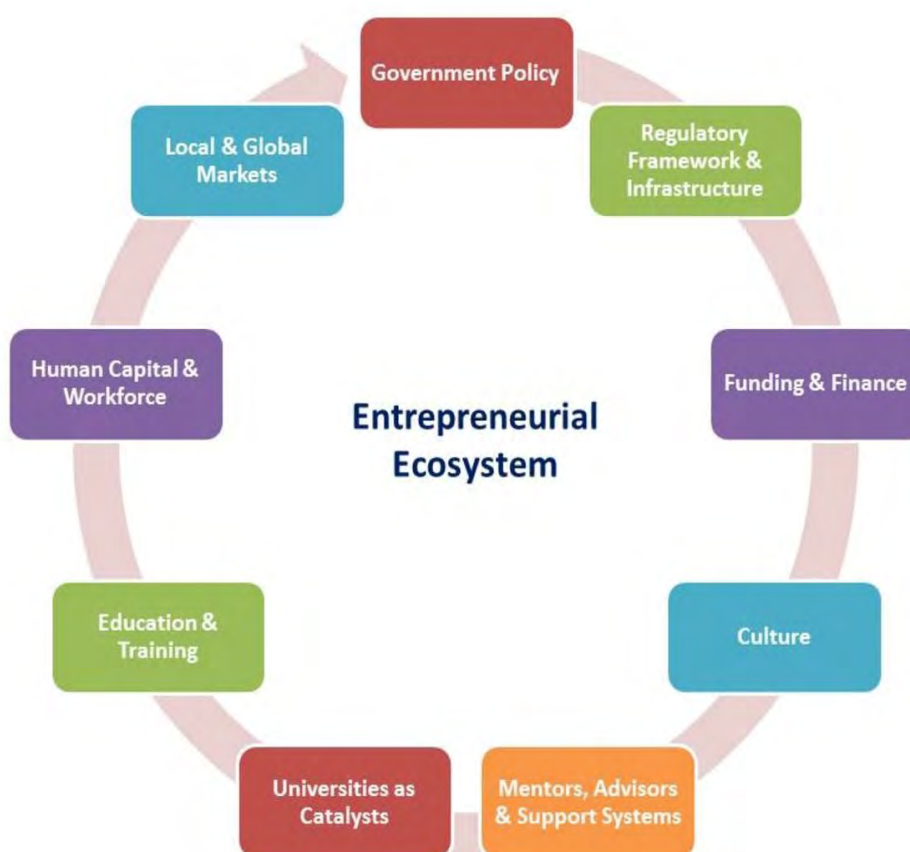 Government Policy
Regulatory
Framework &
Infrastructure
Funding & Finance
Culture
Mentors, Advisors
& Support Systems
Universities as
Catalysts
Education &
Training
Human Capital &
Workforce
Local & Global
Markets
Entrepreneurial
Ecosystem